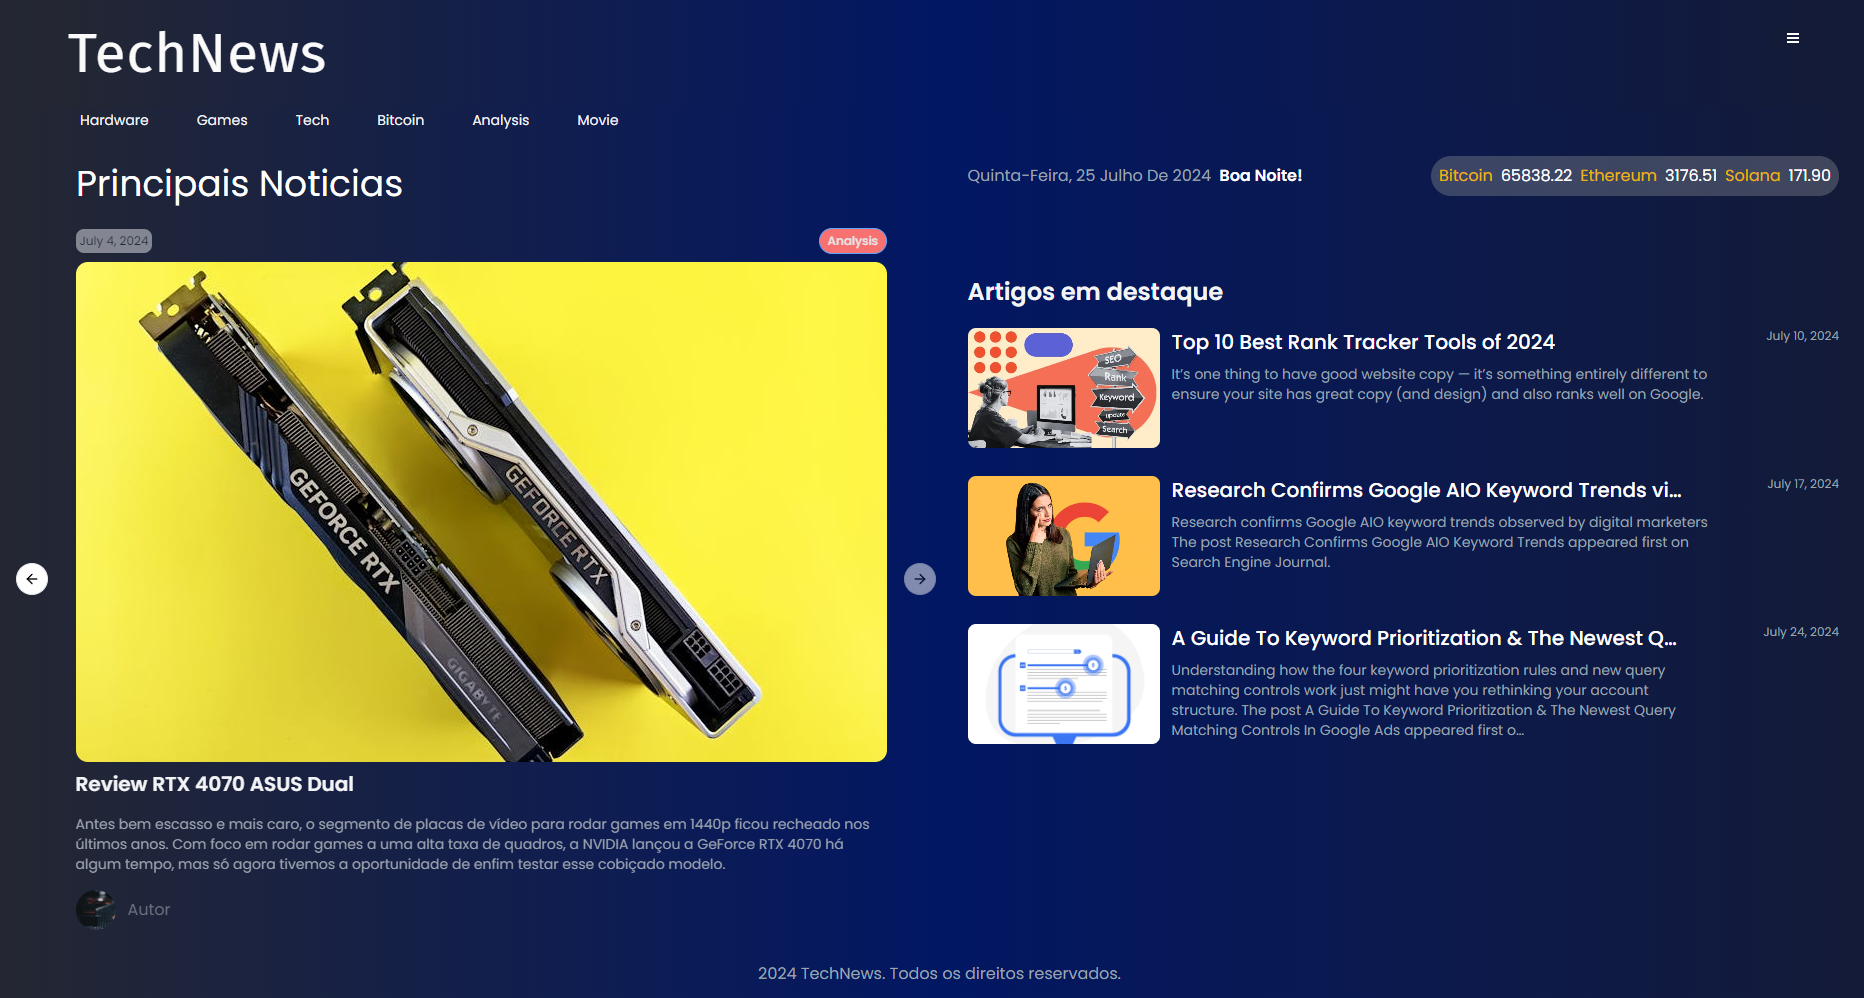 TechNews
Hardware Games Tech Bitcoin Analysis Movie
Principais Noticias
Quinta-Feira, 25 Julho De 2024 Boa Noite!
Bitcoin 65838.22 Ethereum 3176.51 Solana 171.90
July 4, 2024
Analysis
GEFORCE RTX
GIGABYTE
GEFORCE RTX
Review RTX 4070 ASUS Dual
Antes bem escasso e mais caro, o segmento de placas de vídeo para rodar games em 1440p ficou recheado nos
últimos anos. Com foco em rodar games a uma alta taxa de quadros, a NVIDIA lançou a GeForce RTX 4070 há
algum tempo, mas só agora tivemos a oportunidade de enfim testar esse cobiçado modelo.
Autor
Artigos em destaque
SEO
Rank
Keyword
update
Search
Top 10 Best Rank Tracker Tools of 2024
July 10, 2024
It’s one thing to have good website copy — it’s something entirely different to
ensure your site has great copy (and design) and also ranks well on Google.
Research Confirms Google AIO Keyword Trends vi...
July 17, 2024
Research confirms Google AIO keyword trends observed by digital marketers
The post Research Confirms Google AIO Keyword Trends appeared first on
Search Engine Journal.
A Guide To Keyword Prioritization & The Newest Q...
July 24, 2024
Understanding how the four keyword prioritization rules and new query
matching controls work just might have you rethinking your account
structure. The post A Guide To Keyword Prioritization & The Newest Query
Matching Controls In Google Ads appeared first o...
2024 TechNews. Todos os direitos reservados.